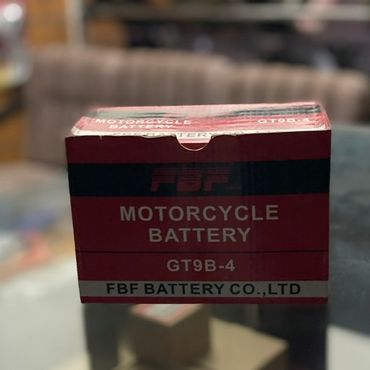 MOTORCYCLE GT9B-4
BATTERY
FBF
MOTORCYCLE
BATTERY
GT9B-4
FBF BATTERY CO.,LTD